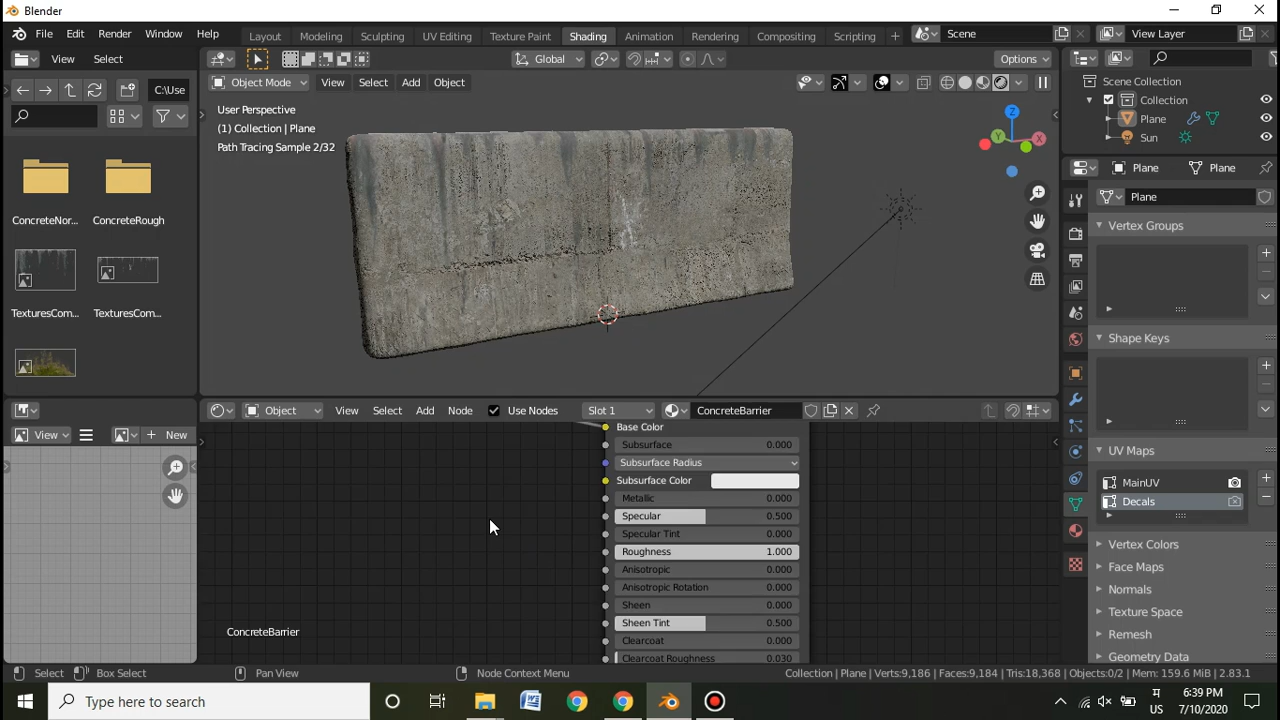 Blender
File Edit Render Window Help
Layout Modeling Sculpting UV Editing Texture Paint Shading Animation Rendering Compositing Scripting +
Scene
View Layer
View Select
Global
Options
C:\Use
Object Mode View Select Add Object
User Perspective
(1) Collection | Plane
Path Tracing Sample 2/32
ConcreteNor... ConcreteRough
TexturesCom... TexturesCom...
Z
Y
X
Scene Collection
Collection
Plane
Sun
Plane Plane
Plane
Vertex Groups
Shape Keys
UV Maps
MainUV
Decals
Vertex Colors
Face Maps
Normals
Texture Space
Remesh
Geometry Data
Object View Select Add Node Use Nodes Slot 1 ConcreteBarrier
View + New
Base Color
Subsurface 0.000
Subsurface Radius
Subsurface Color
Metallic 0.000
Specular 0.500
Specular Tint 0.000
Roughness 1.000
Anisotropic 0.000
Anisotropic Rotation 0.000
Sheen 0.000
Sheen Tint 0.500
Clearcoat 0.000
Clearcoat Roughness 0.030
ConcreteBarrier
Select Box Select Pan View Node Context Menu
Collection | Plane | Verts:9,186 | Faces:9,184 | Tris:18,368 | Objects:0/2 | Mem: 159.6 MiB | 2.83.1
Type here to search
US
6:39 PM
7/10/2020